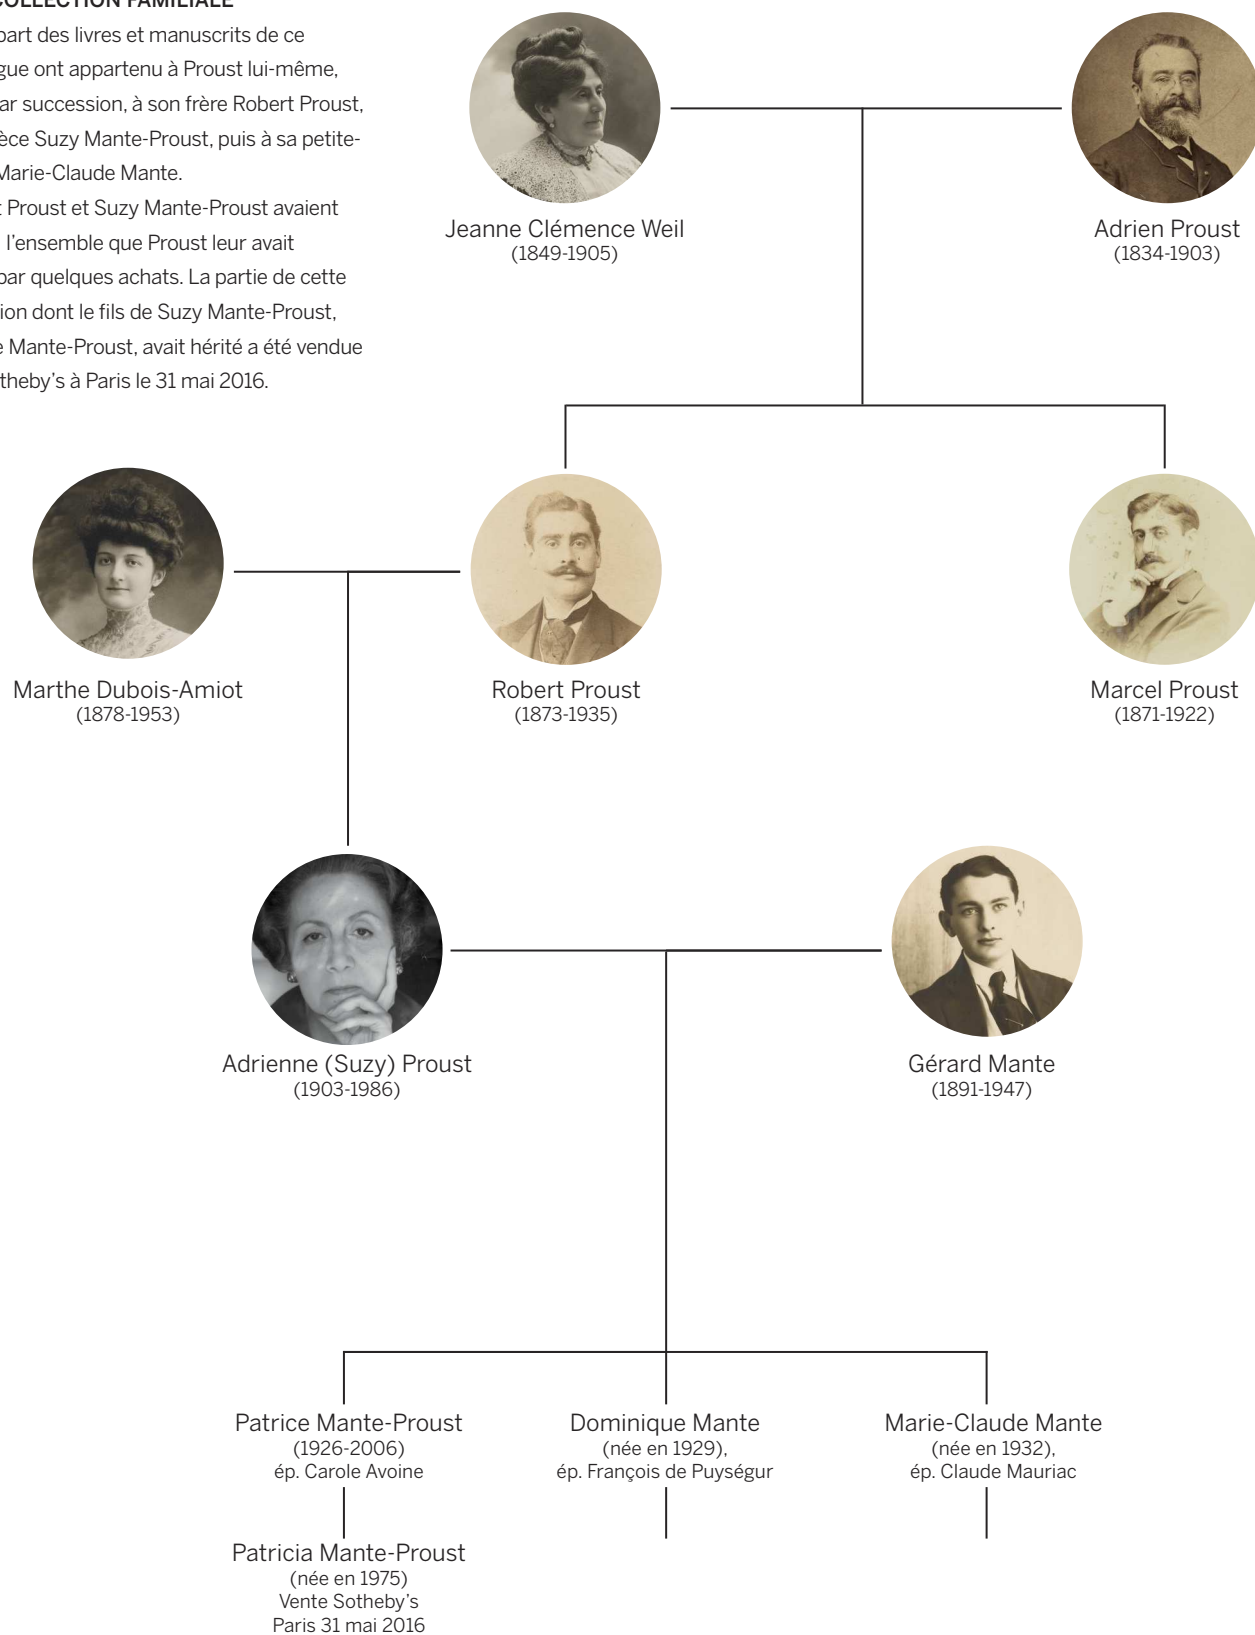 COLLECTION FAMILIALE
part des livres et manuscrits de ce
gue ont appartenu à Proust lui-même,
ar succession, à son frère Robert Proust,
èce Suzy Mante-Proust, puis à sa petite-
Marie-Claude Mante.
t Proust et Suzy Mante-Proust avaient
l'ensemble que Proust leur avait
par quelques achats. La partie de cette
ion dont le fils de Suzy Mante-Proust,
e Mante-Proust, avait hérité a été vendue
theby's à Paris le 31 mai 2016.
Jeanne Clémence Weil
(1849-1905)
Adrien Proust
(1834-1903)
Marthe Dubois-Amiot
(1878-1953)
Robert Proust
(1873-1935)
Marcel Proust
(1871-1922)
Adrienne (Suzy) Proust
(1903-1986)
Gérard Mante
(1891-1947)
Patrice Mante-Proust
(1926-2006)
ép. Carole Avoine
Dominique Mante
(née en 1929),
ép. François de Puységur
Marie-Claude Mante
(née en 1932),
ép. Claude Mauriac
Patricia Mante-Proust
(née en 1975)
Vente Sotheby's
Paris 31 mai 2016